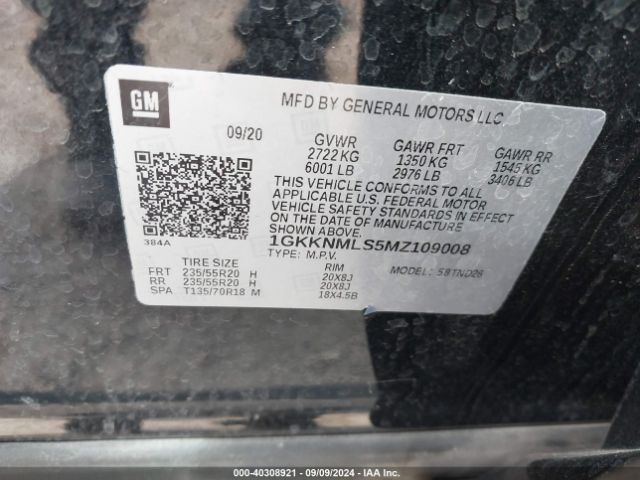 GM
MFD BY GENERAL MOTORS LLC
09/20 GVWR GAWR FRT GAWR RR
2722 KG 1350 KG 1545 KG
6001 LB 2976 LB 3406 LB
THIS VEHICLE CONFORMS TO ALL
APPLICABLE U.S. FEDERAL MOTOR
VEHICLE SAFETY STANDARDS IN EFFECT
ON THE DATE OF MANUFACTURE
SHOWN ABOVE.
384A
1GKKNMLS5MZ109008
TYPE: M.P.V. MODEL:
TIRE SIZE RIM
FRT 235/55R20 H 20X8J
RR 235/55R20 H 20X8J
SPA T135/70R18 M 18X4.5B
000-40308921 / 09/09/2024 - IAA Inc.